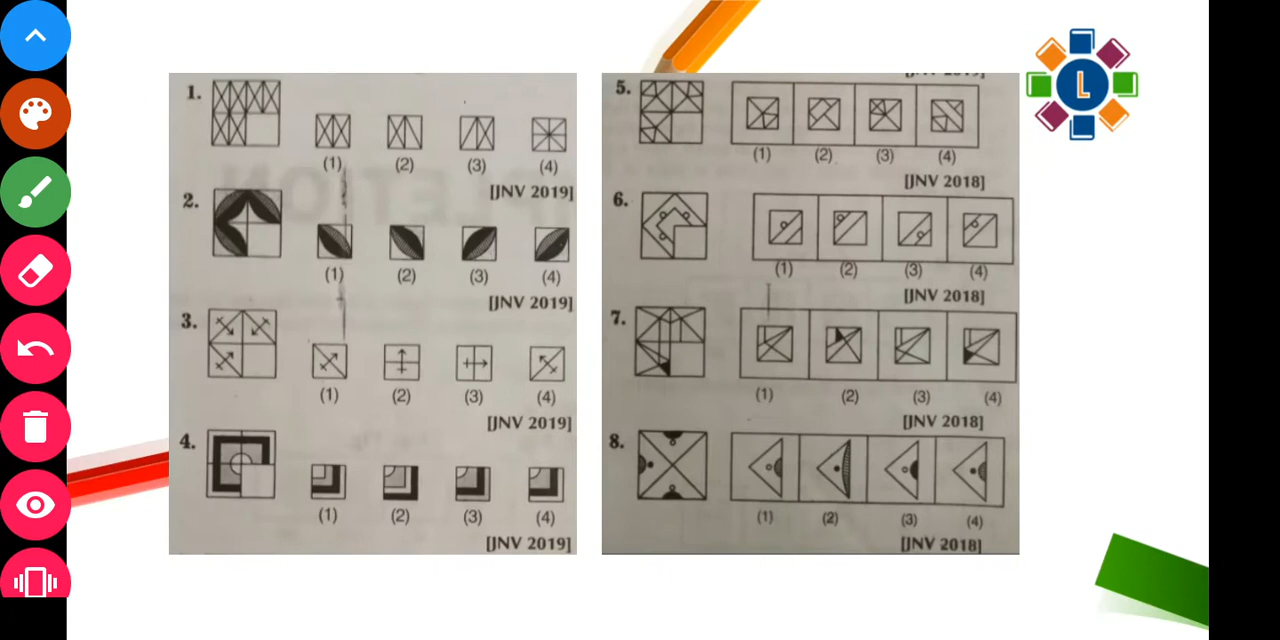 L
1.
(1) (2) (3) (4)
[JNV 2019]
2.
(1) (2) (3) (4)
[JNV 2019]
3.
(1) (2) (3) (4)
[JNV 2019]
4.
(1) (2) (3) (4)
[JNV 2019]
5.
(1) (2) (3) (4)
[JNV 2018]
6.
(1) (2) (3) (4)
[JNV 2018]
7.
(1) (2) (3) (4)
[JNV 2018]
8.
(1) (2) (3) (4)
[JNV 2018]